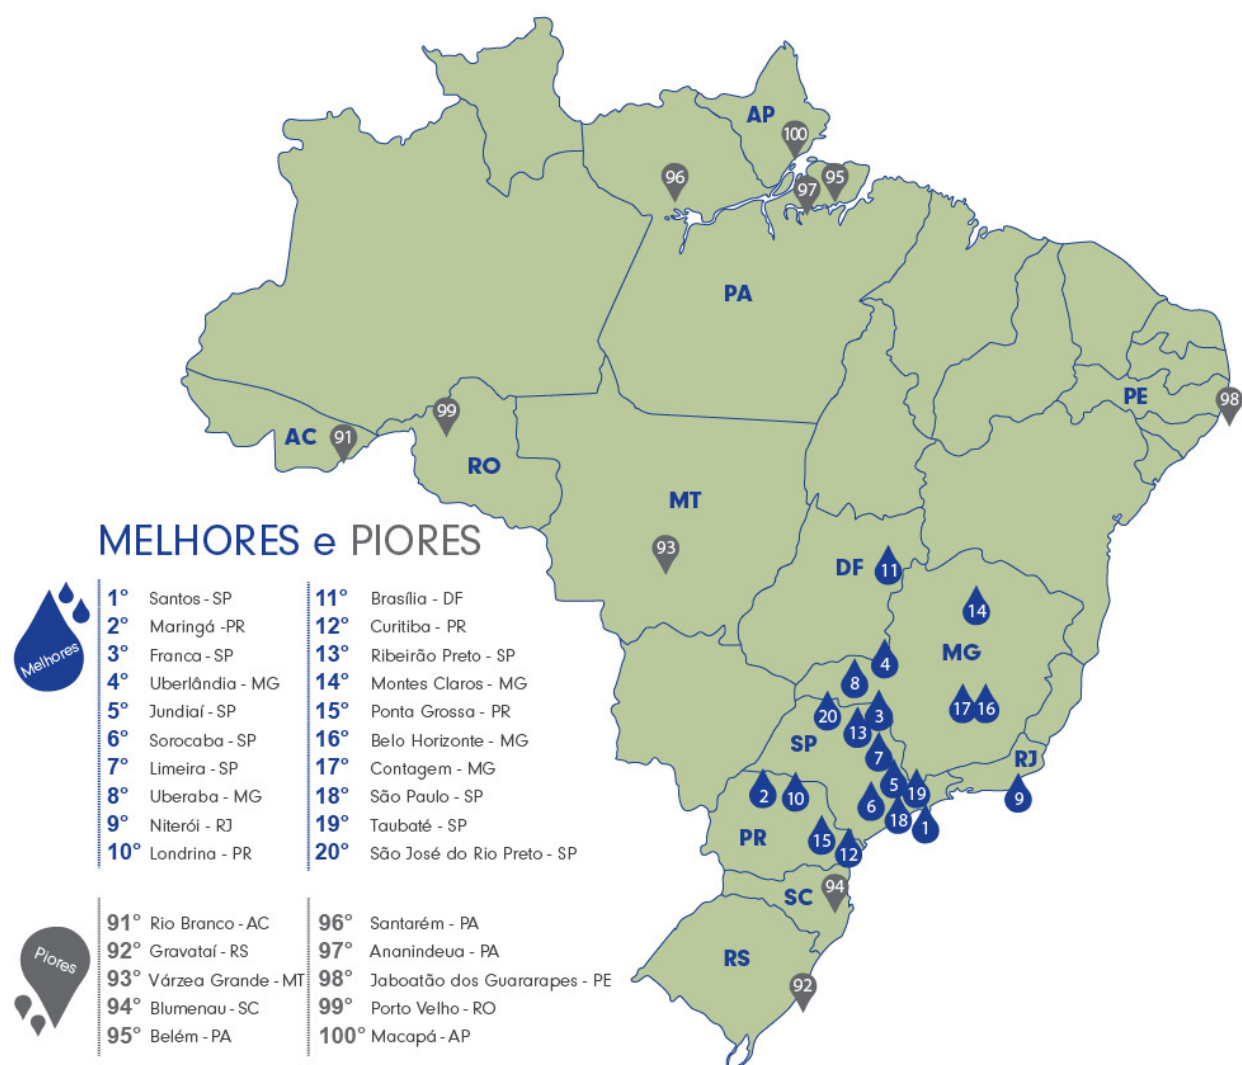 AP
100
96
97
95
PA
PE
98
99
AC
91
RO
MT
93
DF
11
14
MG
4
8
17
16
20
3
13
SP
7
RJ
5
19
9
2
10
6
18
1
PR
15
12
SC
94
RS
92
MELHORES e PIORES
Melhores
1° Santos - SP
2° Maringá -PR
3° Franca - SP
4° Uberlândia - MG
5° Jundiaí - SP
6° Sorocaba - SP
7° Limeira - SP
8° Uberaba - MG
9° Niterói - RJ
10° Londrina - PR
11° Brasília - DF
12° Curitiba - PR
13° Ribeirão Preto - SP
14° Montes Claros - MG
15° Ponta Grossa - PR
16° Belo Horizonte - MG
17° Contagem - MG
18° São Paulo - SP
19° Taubaté - SP
20° São José do Rio Preto - SP
Piores
91° Rio Branco - AC
92° Gravataí - RS
93° Várzea Grande - MT
94° Blumenau - SC
95° Belém - PA
96° Santarém - PA
97° Ananindeua - PA
98° Jaboatão dos Guararapes - PE
99° Porto Velho - RO
100° Macapá - AP